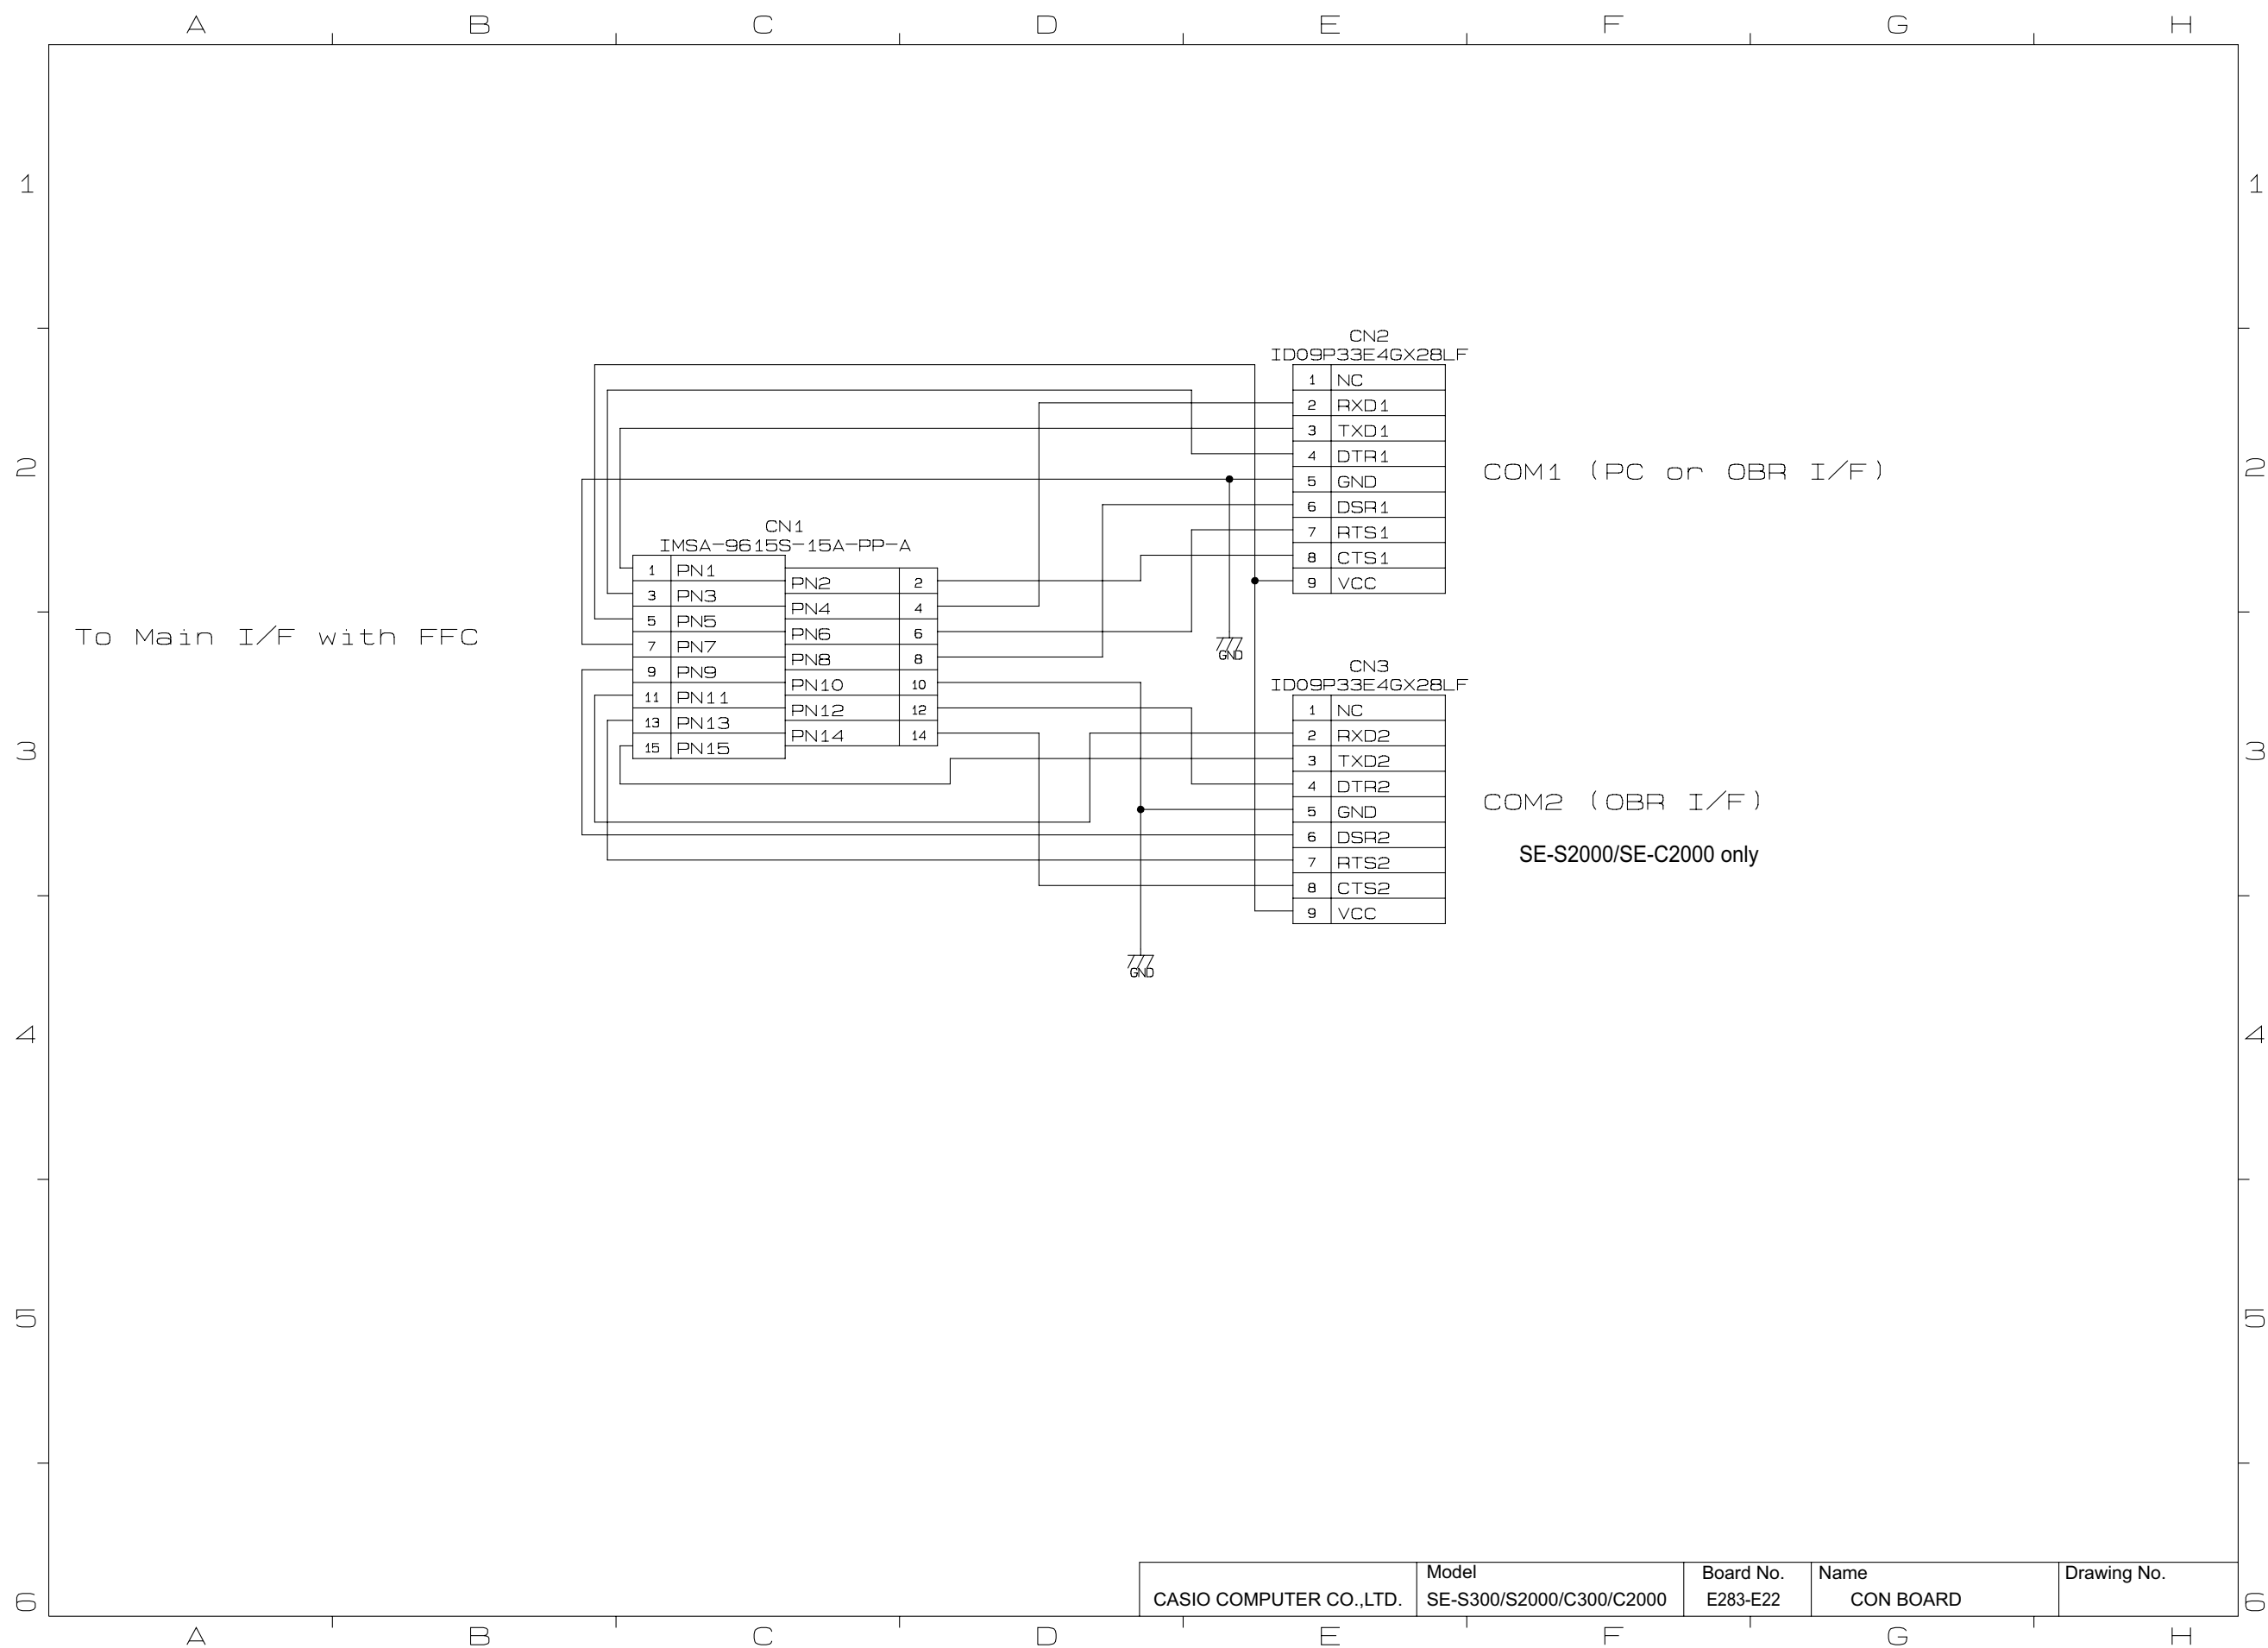 A B C D E F G H
1 1
CN2
ID09P33E4GX28LF
1 NC
2 RXD1
3 TXD1
4 DTR1
5 GND
6 DSR1
7 RTS1
8 CTS1
9 VCC
2 2
COM1 (PC or OBR I/F)
CN1
IMSA-9615S-15A-PP-A
1 PN1
PN2 2
3 PN3
PN4 4
5 PN5
PN6 6
7 PN7
PN8 8
9 PN9
PN10 10
11 PN11
PN12 12
13 PN13
PN14 14
15 PN15
To Main I/F with FFC
GND
CN3
ID09P33E4GX28LF
1 NC
2 RXD2
3 TXD2
4 DTR2
5 GND
6 DSR2
7 RTS2
8 CTS2
9 VCC
3 3
COM2 (OBR I/F)
SE-S2000/SE-C2000 only
GND
4 4
5 5
6 6
CASIO COMPUTER CO.,LTD.
Model
SE-S300/S2000/C300/C2000
Board No.
E283-E22
Name
CON BOARD
Drawing No.
A B C D E F G H